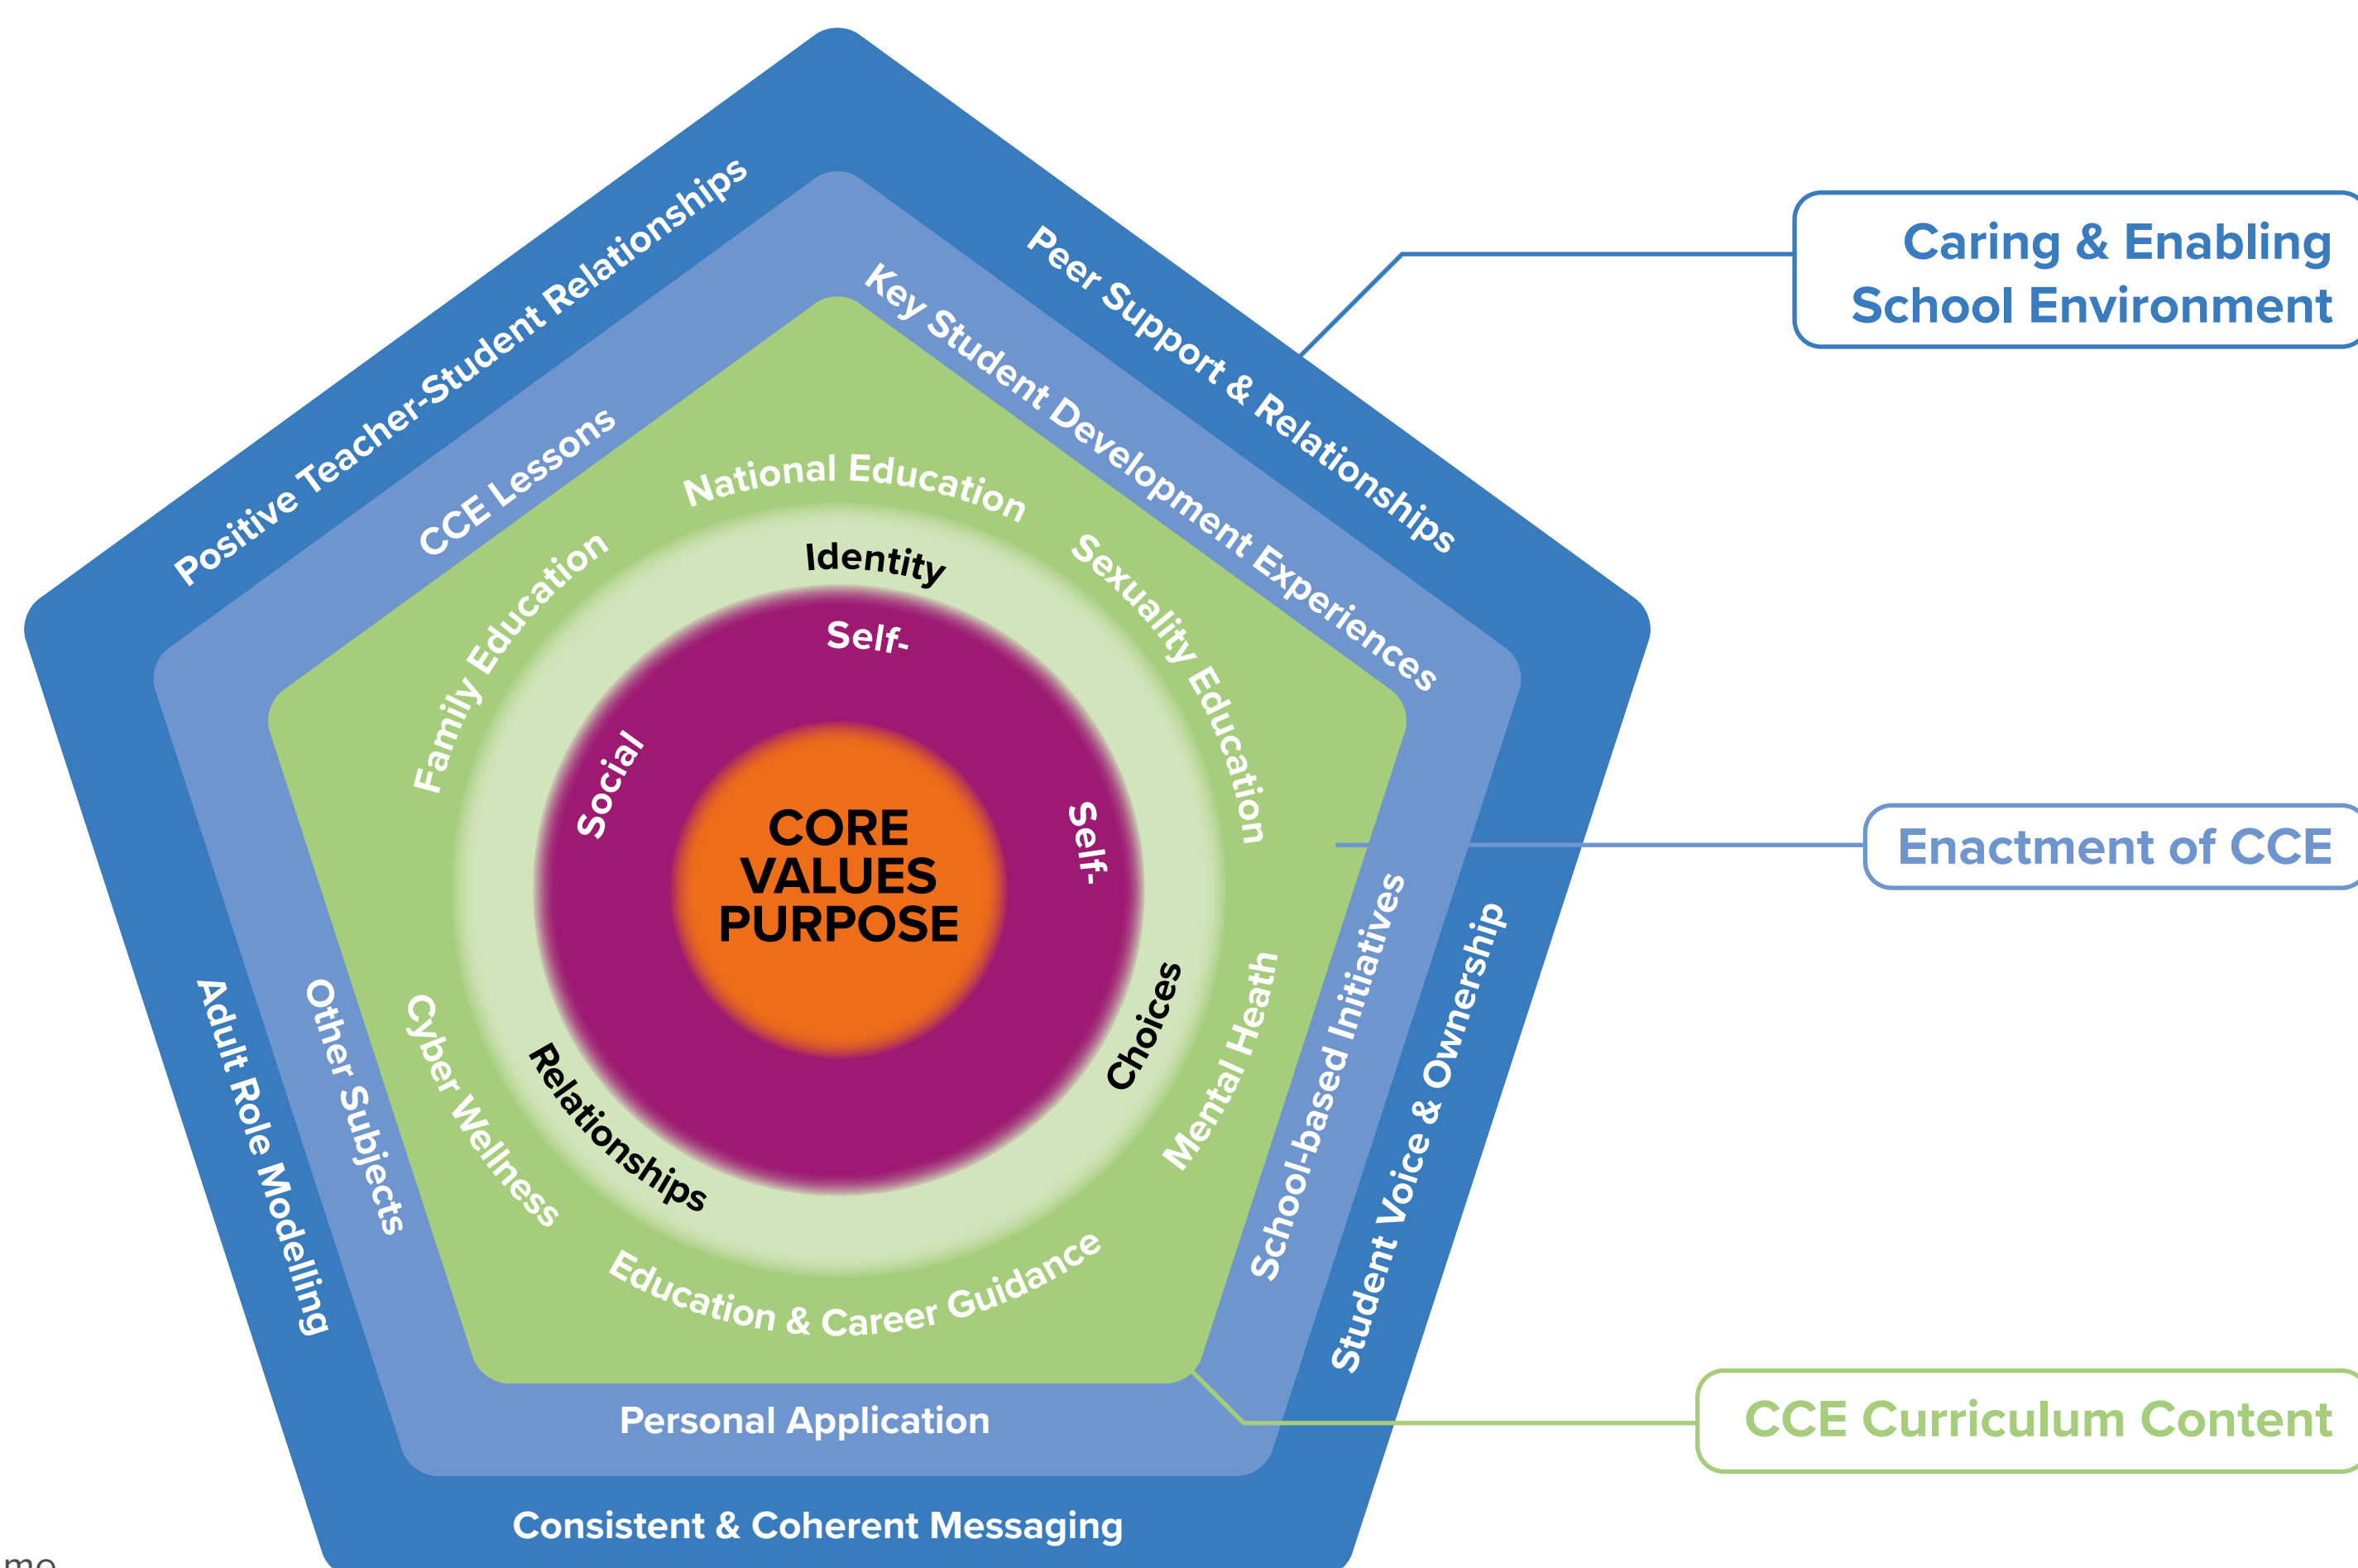 Positive Teacher-Student Relationships
Peer Support & Relationships
Caring & Enabling
School Environment
CCE Lessons
Key Student Development Experiences
National Education
Family Education
Sexuality Education
Identity
Self-
Social
Self-
CORE
VALUES
PURPOSE
Enactment of CCE
Choices
Relationships
Mental Heath
Cyber Wellness
Education & Career Guidance
Other Subjects
School-based Initiatives
Adult Role Modelling
Student Voice & Ownership
CCE Curriculum Content
Personal Application
Consistent & Coherent Messaging